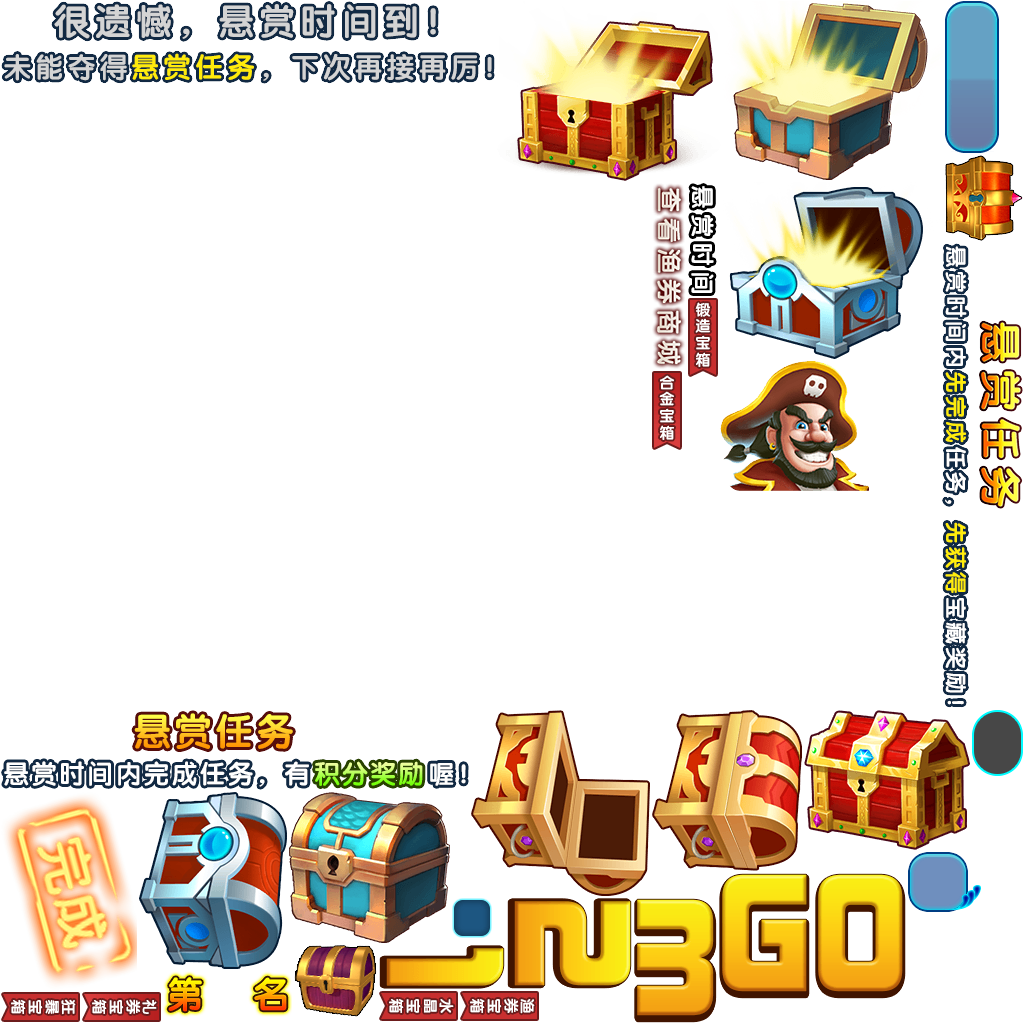 很遗憾，悬赏时间到！
未能夺得悬赏任务，下次再接再厉！
悬赏时间
查看渔券商城
锻造宝箱
合金宝箱
悬赏任务
悬赏时间内先完成任务，先获得宝藏奖励！
悬赏任务
悬赏时间内完成任务，有积分奖励喔！
完成
第 名
1
2
3
GO
狂暴宝箱
礼券宝箱
水晶宝箱
渔券宝箱